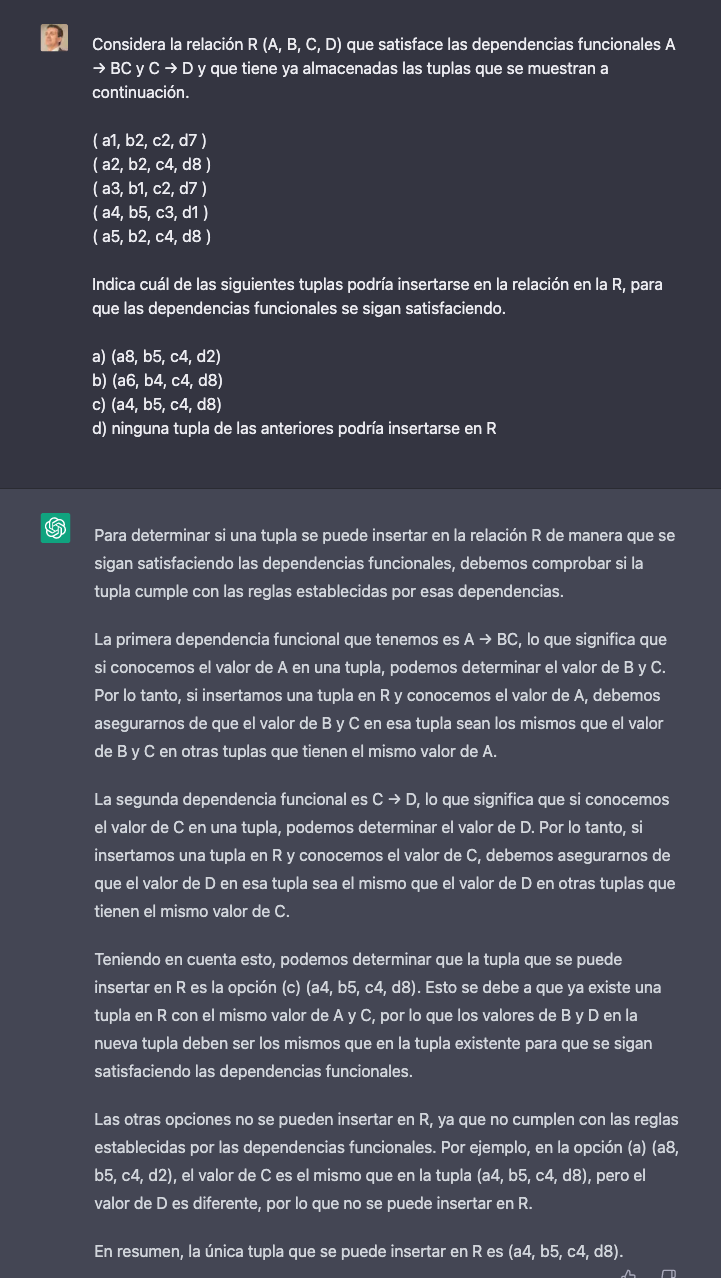 Considera la relación R (A, B, C, D) que satisface las dependencias funcionales A
→ BC y C → D y que tiene ya almacenadas las tuplas que se muestran a
continuación.
( a1, b2, c2, d7 )
( a2, b2, c4, d8 )
( a3, b1, c2, d7 )
( a4, b5, c3, d1 )
( a5, b2, c4, d8 )
Indica cuál de las siguientes tuplas podría insertarse en la relación en la R, para
que las dependencias funcionales se sigan satisfaciendo.
a) (a8, b5, c4, d2)
b) (a6, b4, c4, d8)
c) (a4, b5, c4, d8)
d) ninguna tupla de las anteriores podría insertarse en R
Para determinar si una tupla se puede insertar en la relación R de manera que se
sigan satisfaciendo las dependencias funcionales, debemos comprobar si la
tupla cumple con las reglas establecidas por esas dependencias.
La primera dependencia funcional que tenemos es A → BC, lo que significa que
si conocemos el valor de A en una tupla, podemos determinar el valor de B y C.
Por lo tanto, si insertamos una tupla en R y conocemos el valor de A, debemos
asegurarnos de que el valor de B y C en esa tupla sean los mismos que el valor
de B y C en otras tuplas que tienen el mismo valor de A.
La segunda dependencia funcional es C → D, lo que significa que si conocemos
el valor de C en una tupla, podemos determinar el valor de D. Por lo tanto, si
insertamos una tupla en R y conocemos el valor de C, debemos asegurarnos de
que el valor de D en esa tupla sea el mismo que el valor de D en otras tuplas que
tienen el mismo valor de C.
Teniendo en cuenta esto, podemos determinar que la tupla que se puede
insertar en R es la opción (c) (a4, b5, c4, d8). Esto se debe a que ya existe una
tupla en R con el mismo valor de A y C, por lo que los valores de B y D en la
nueva tupla deben ser los mismos que en la tupla existente para que se sigan
satisfaciendo las dependencias funcionales.
Las otras opciones no se pueden insertar en R, ya que no cumplen con las reglas
establecidas por las dependencias funcionales. Por ejemplo, en la opción (a) (a8,
b5, c4, d2), el valor de C es el mismo que en la tupla (a4, b5, c4, d8), pero el
valor de D es diferente, por lo que no se puede insertar en R.
En resumen, la única tupla que se puede insertar en R es (a4, b5, c4, d8).